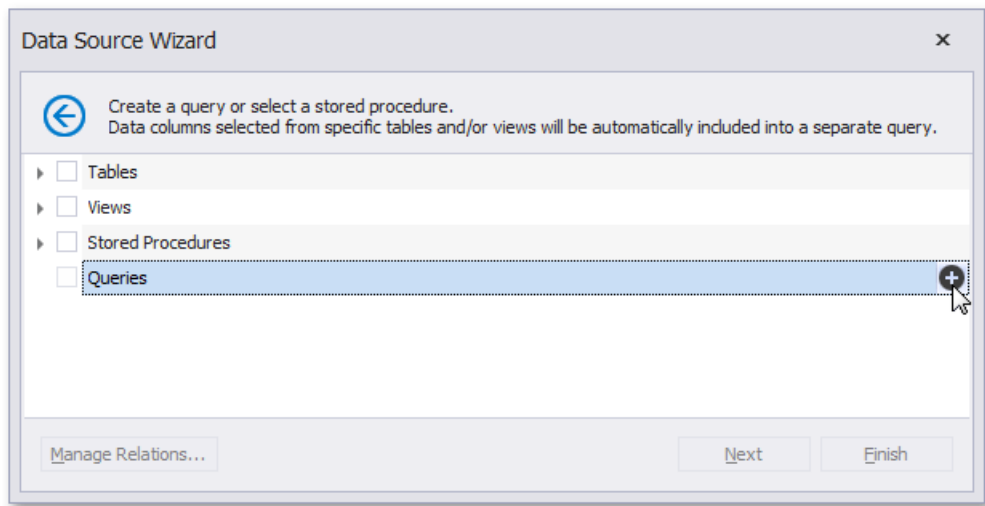 Data Source Wizard
Create a query or select a stored procedure.
Data columns selected from specific tables and/or views will be automatically included into a separate query.
Tables
Views
Stored Procedures
Queries
Manage Relations...
Next
Finish